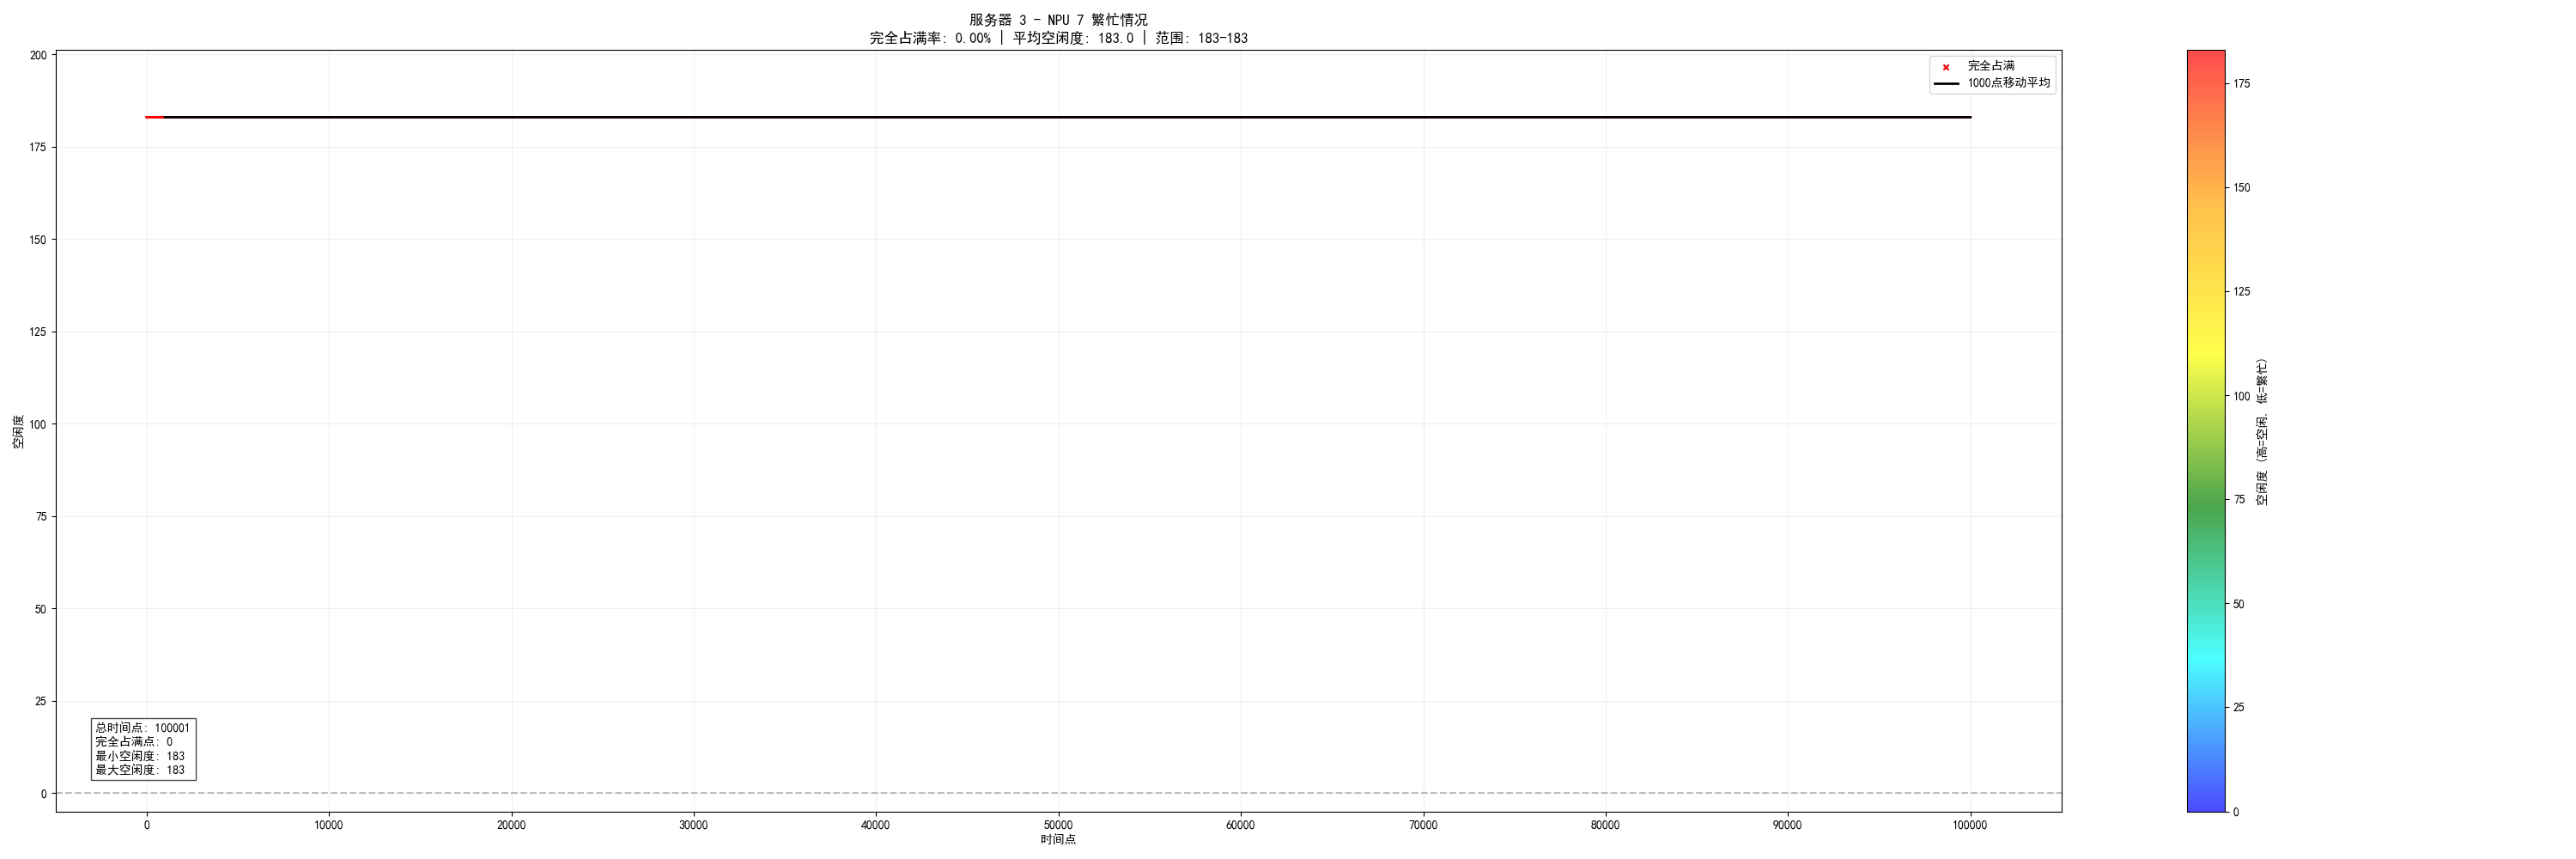 服务器 3 - NPU 7 繁忙情况
完全占满率: 0.00% | 平均空闲度: 183.0 | 范围: 183-183
完全占满
1000点移动平均
200
175
150
125
100
75
50
25
0
空闲度
总时间点: 100001
完全占满点: 0
最小空闲度: 183
最大空闲度: 183
0
10000
20000
30000
40000
50000
60000
70000
80000
90000
100000
时间点
175
150
125
100
75
50
25
0
空闲度 (高=空闲, 低=繁忙)